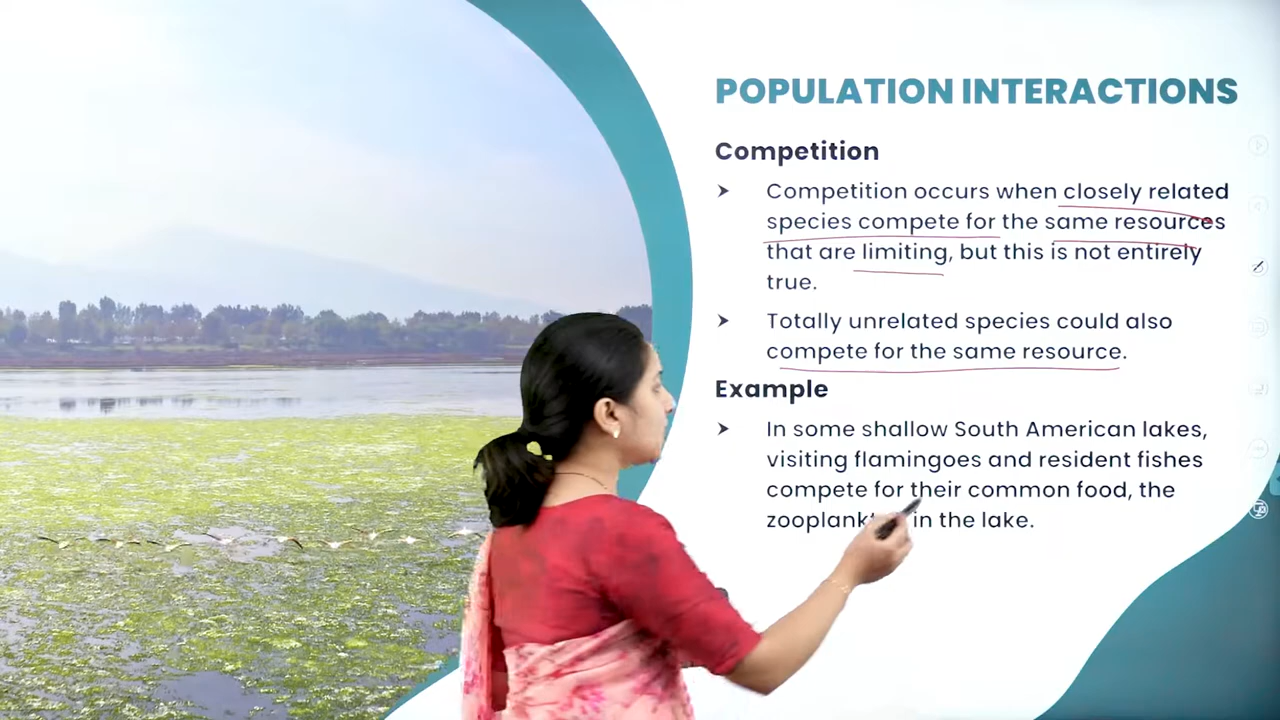 POPULATION INTERACTIONS
Competition
Competition occurs when closely related
species compete for the same resources
that are limiting, but this is not entirely
true.
Totally unrelated species could also
compete for the same resource.
Example
In some shallow South American lakes,
visiting flamingoes and resident fishes
compete for their common food, the
in the lake.